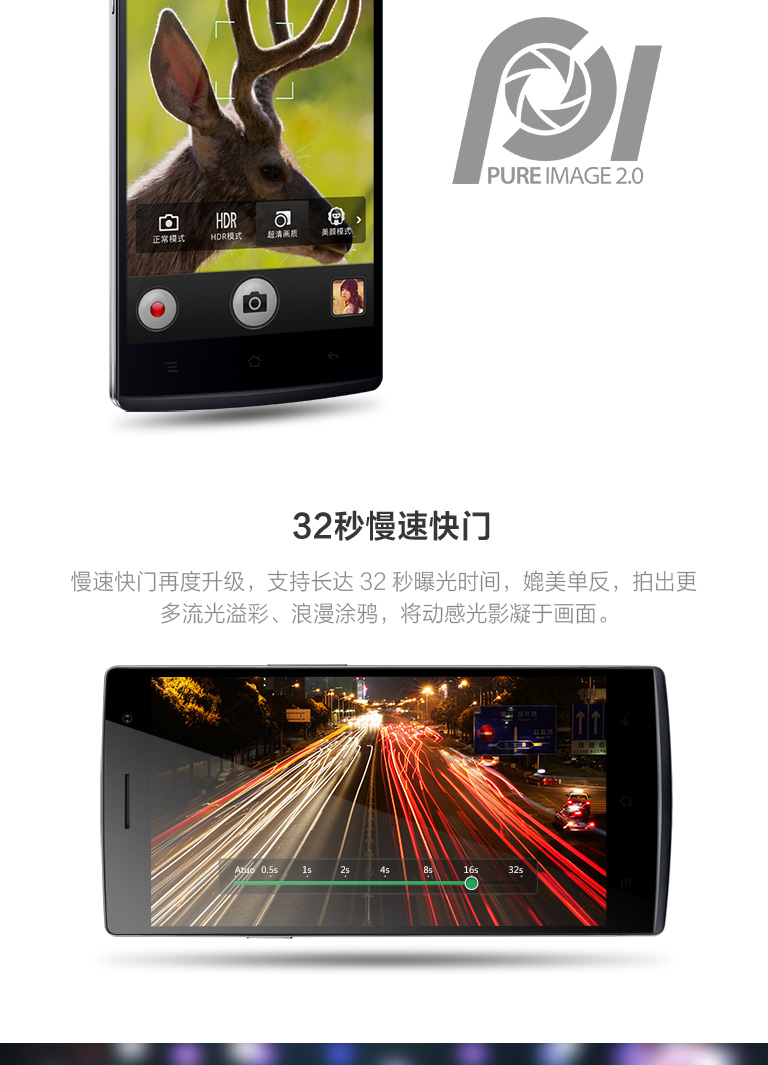 PURE IMAGE 2.0
HDR
正常模式 HDR模式 超清画质 美颜模式
32秒慢速快门
慢速快门再度升级，支持长达 32 秒曝光时间，媲美单反，拍出更
多流光溢彩、浪漫涂鸦，将动感光影凝于画面。
Atuo 0.5s 1s 2s 4s 8s 16s 32s